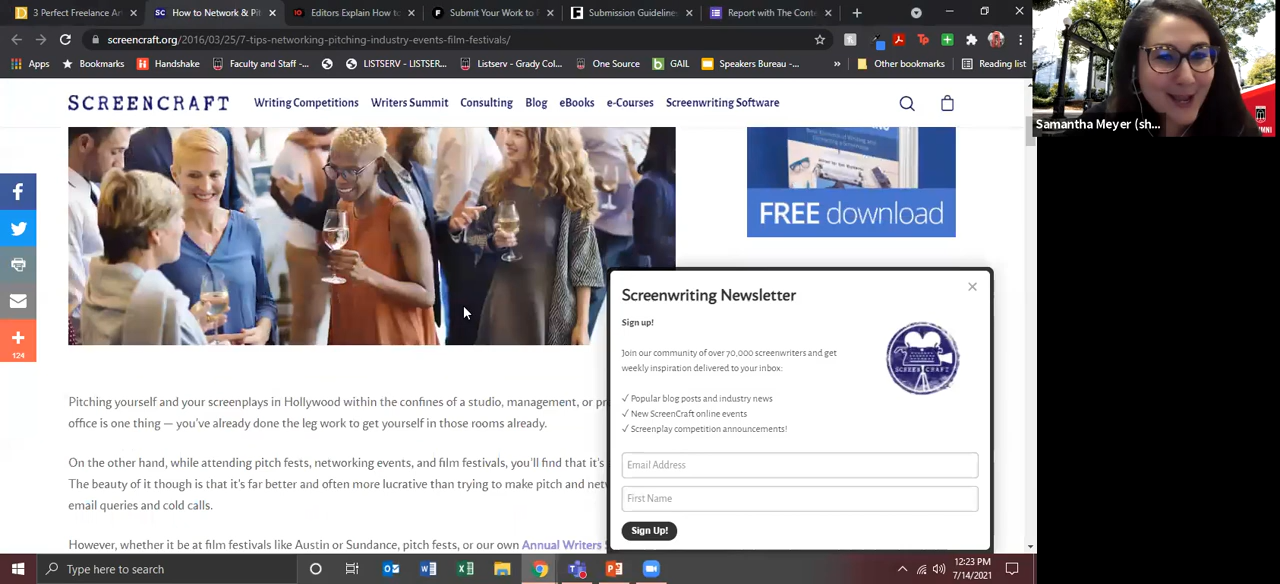 3 Perfect Freelance Ar
How to Network & Pit
Editors Explain How to
Submit Your Work to
Submission Guideline
Report with The Cont
screencraft.org/2016/03/25/7-tips-networking-pitching-industry-events-film-festivals/
Apps
Bookmarks
Handshake
Faculty and Staff -...
LISTSERV - LISTSER...
Listserv - Grady Col...
One Source
GAIL
Speakers Bureau -...
»
Other bookmarks
Reading list
SCREENCRAFT
Writing Competitions
Writers Summit
Consulting
Blog
eBooks
e-Courses
Screenwriting Software
Samantha Meyer (sh...
FREE download
124
Screenwriting Newsletter
Sign up!
Join our community of over 70,000 screenwriters and get
weekly inspiration delivered to your inbox:
✓ Popular blog posts and industry news
✓ New ScreenCraft online events
✓ Screenplay competition announcements!
SCREENCRAFT
Email Address
First Name
Sign Up!
Pitching yourself and your screenplays in Hollywood within the confines of a studio, management, or pr
office is one thing — you've already done the leg work to get yourself in those rooms already.
On the other hand, while attending pitch fests, networking events, and film festivals, you'll find that it's
The beauty of it though is that it's far better and often more lucrative than trying to make pitch and net
email queries and cold calls.
However, whether it be at film festivals like Austin or Sundance, pitch fests, or our own Annual Writers S
Type here to search
12:23 PM
7/14/2021